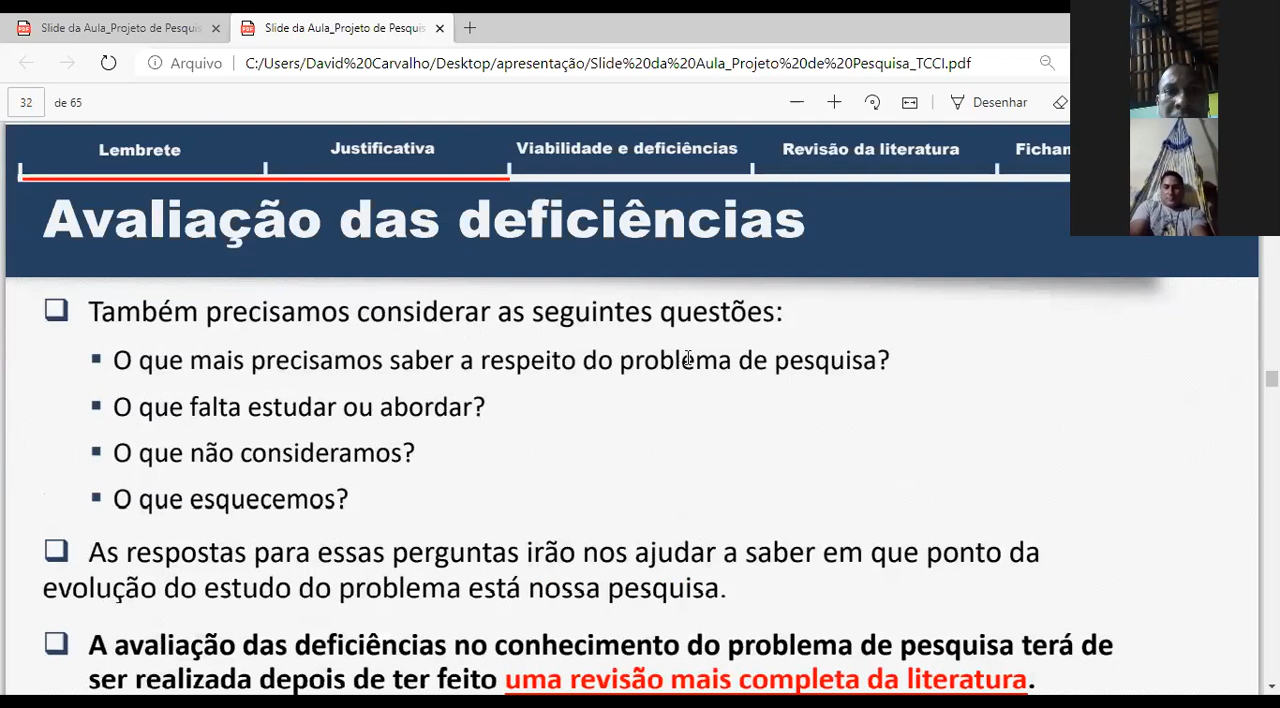 Slide da Aula_Projeto de Pesquis
Slide da Aula_Projeto de Pesquis
Arquivo
C:/Users/David%20Carvalho/Desktop/apresentação/Slide%20da%20Aula_Projeto%20de%20Pesquisa_TCCI.pdf
32 de 65
Desenhar
Lembrete
Justificativa
Viabilidade e deficiências
Revisão da literatura
Ficham
Avaliação das deficiências
Também precisamos considerar as seguintes questões:
O que mais precisamos saber a respeito do problema de pesquisa?
O que falta estudar ou abordar?
O que não consideramos?
O que esquecemos?
As respostas para essas perguntas irão nos ajudar a saber em que ponto da
evolução do estudo do problema está nossa pesquisa.
A avaliação das deficiências no conhecimento do problema de pesquisa terá de
ser realizada depois de ter feito uma revisão mais completa da literatura.